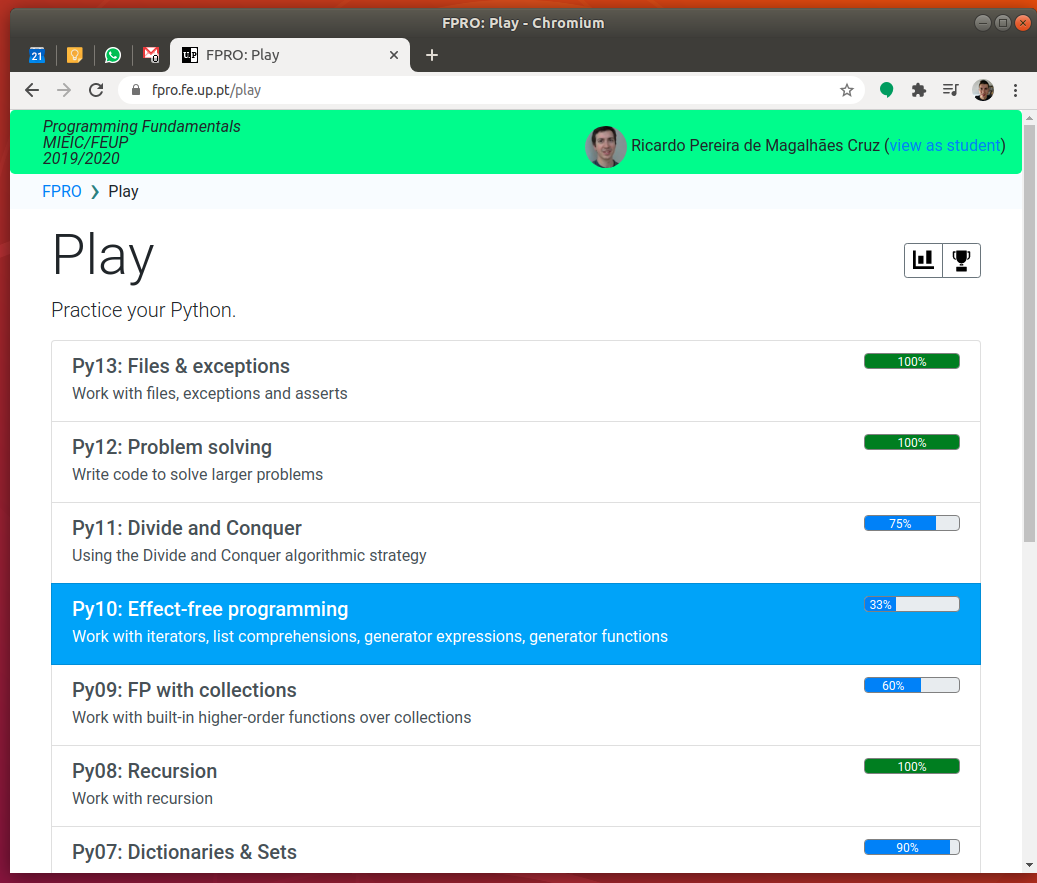 FPRO: Play - Chromium
21
0
UP FPRO: Play
fpro.fe.up.pt/play
Programming Fundamentals
MIEIC/FEUP
2019/2020
Ricardo Pereira de Magalhães Cruz (view as student)
FPRO ❯ Play
Play
Practice your Python.
Py13: Files & exceptions
100%
Work with files, exceptions and asserts
Py12: Problem solving
100%
Write code to solve larger problems
Py11: Divide and Conquer
75%
Using the Divide and Conquer algorithmic strategy
Py10: Effect-free programming
33%
Work with iterators, list comprehensions, generator expressions, generator functions
Py09: FP with collections
60%
Work with built-in higher-order functions over collections
Py08: Recursion
100%
Work with recursion
Py07: Dictionaries & Sets
90%